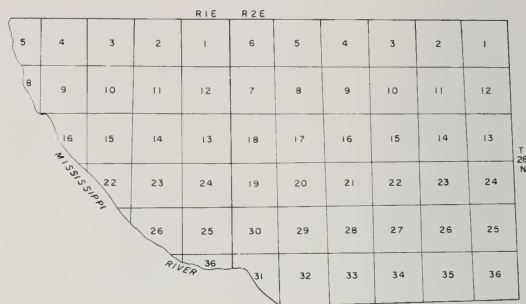 R1E R2E
5 4 3 2 1 6 5 4 3 2 1
8 9 10 11 12 7 8 9 10 11 12
16 15 14 13 18 17 16 15 14 13
T
26
N
22 23 24 19 20 21 22 23 24
MISSISSIPPI
26 25 30 29 28 27 26 25
RIVER
36 31 32 33 34 35 36